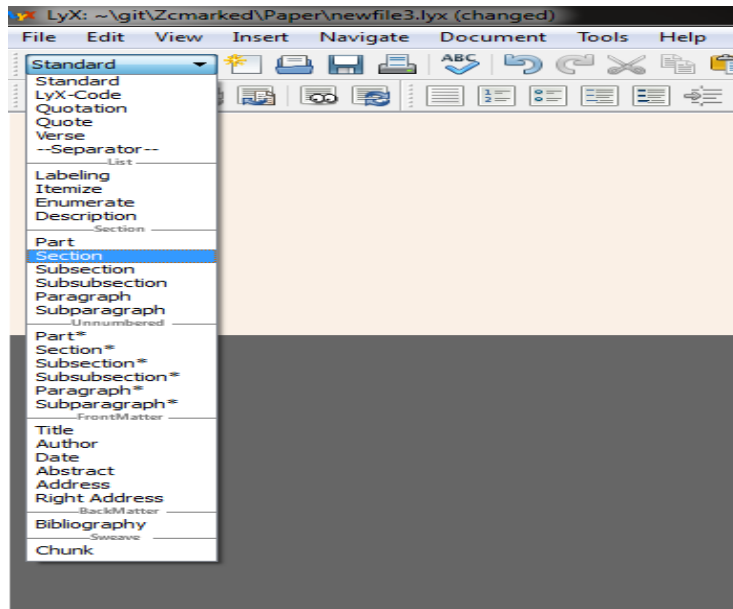 LyX: ~\git\Zcmarked\Paper\newfile3.lyx (changed)
File Edit View Insert Navigate Document Tools Help
Standard
ABC
Standard
LyX-Code
Quotation
Quote
Verse
--Separator--
List
Labeling
Itemize
Enumerate
Description
Section
Part
Section
Subsection
Subsubsection
Paragraph
Subparagraph
Unnumbered
Part*
Section*
Subsection*
Subsubsection*
Paragraph*
Subparagraph*
FrontMatter
Title
Author
Date
Abstract
Address
Right Address
BackMatter
Bibliography
Sweave
Chunk